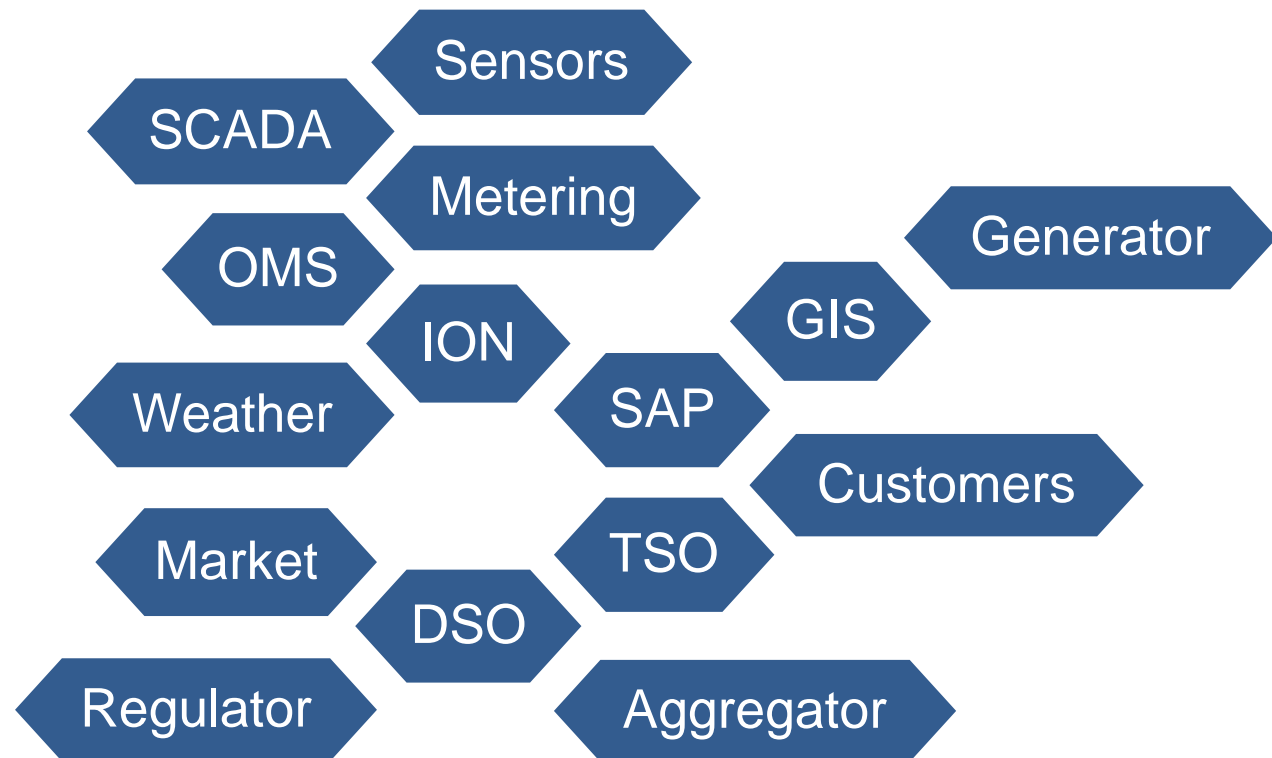 Sensors
SCADA
Metering
Generator
OMS
GIS
ION
SAP
Weather
Customers
TSO
Market
DSO
Regulator
Aggregator